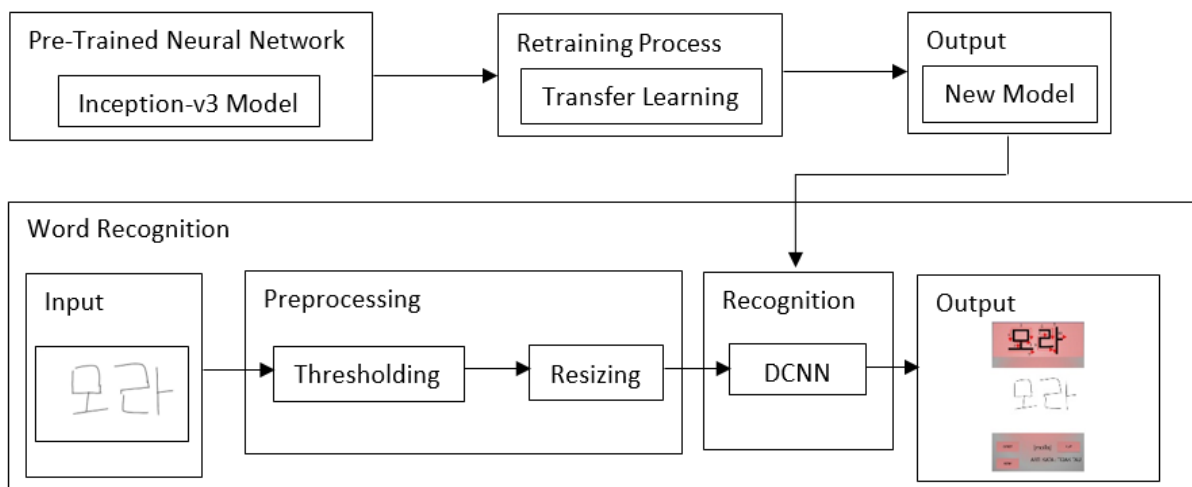 Pre-Trained Neural Network
Inception-v3 Model
Retraining Process
Transfer Learning
Output
New Model
Word Recognition
Input
모라
Preprocessing
Thresholding
Resizing
Recognition
DCNN
Output
모라
모라